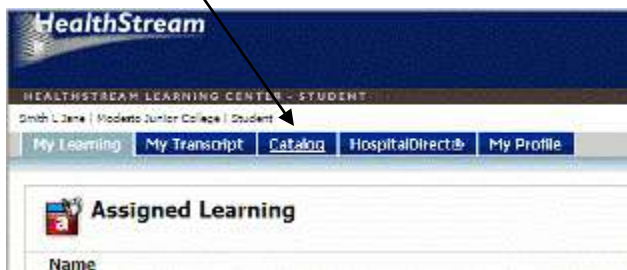 HealthStream
HEALTHSTREAM LEARNING CENTER - STUDENT
Smith L Jane | Modesto Junior College | Student
My Learning My Transcript Catalog HospitalDirect® My Profile
Assigned Learning
Name